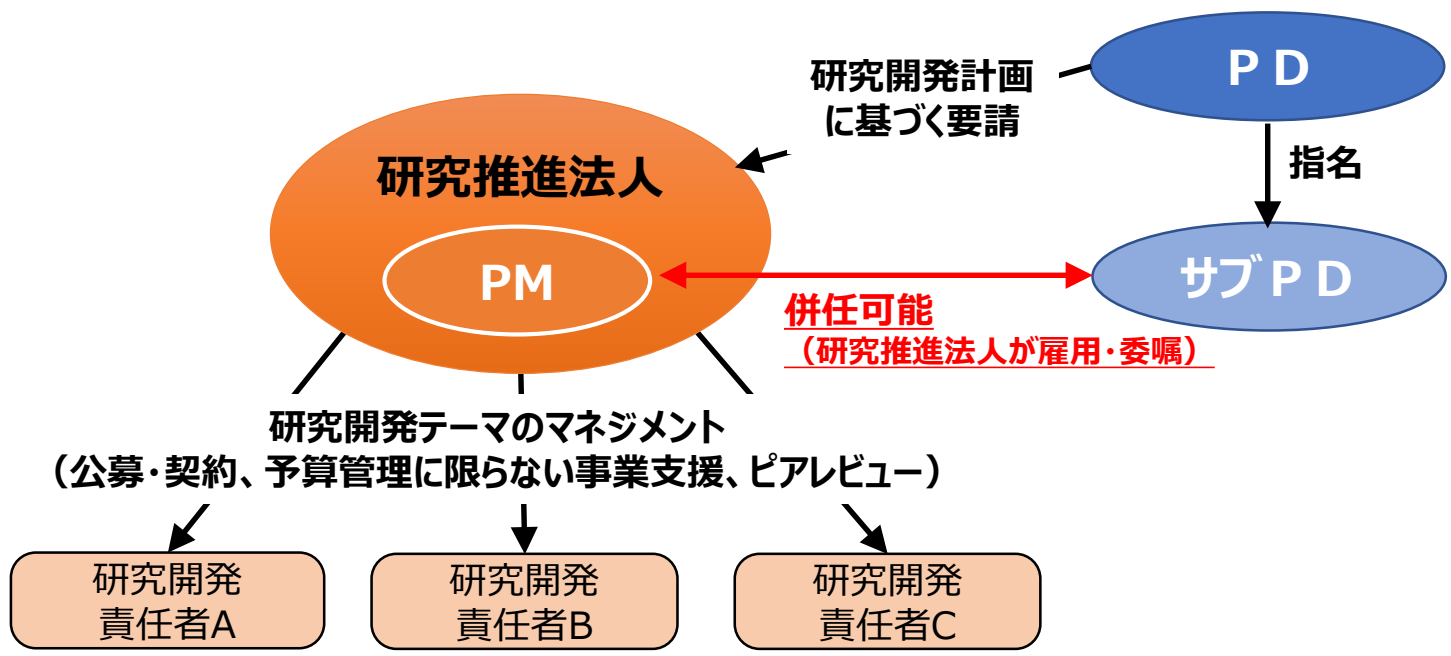 ＰＤ
研究開発計画
に基づく要請
指名
研究推進法人
PM
サブＰＤ
併任可能
（研究推進法人が雇用・委嘱）
研究開発テーマのマネジメント
（公募・契約、予算管理に限らない事業支援、ピアレビュー）
研究開発
責任者A
研究開発
責任者B
研究開発
責任者C